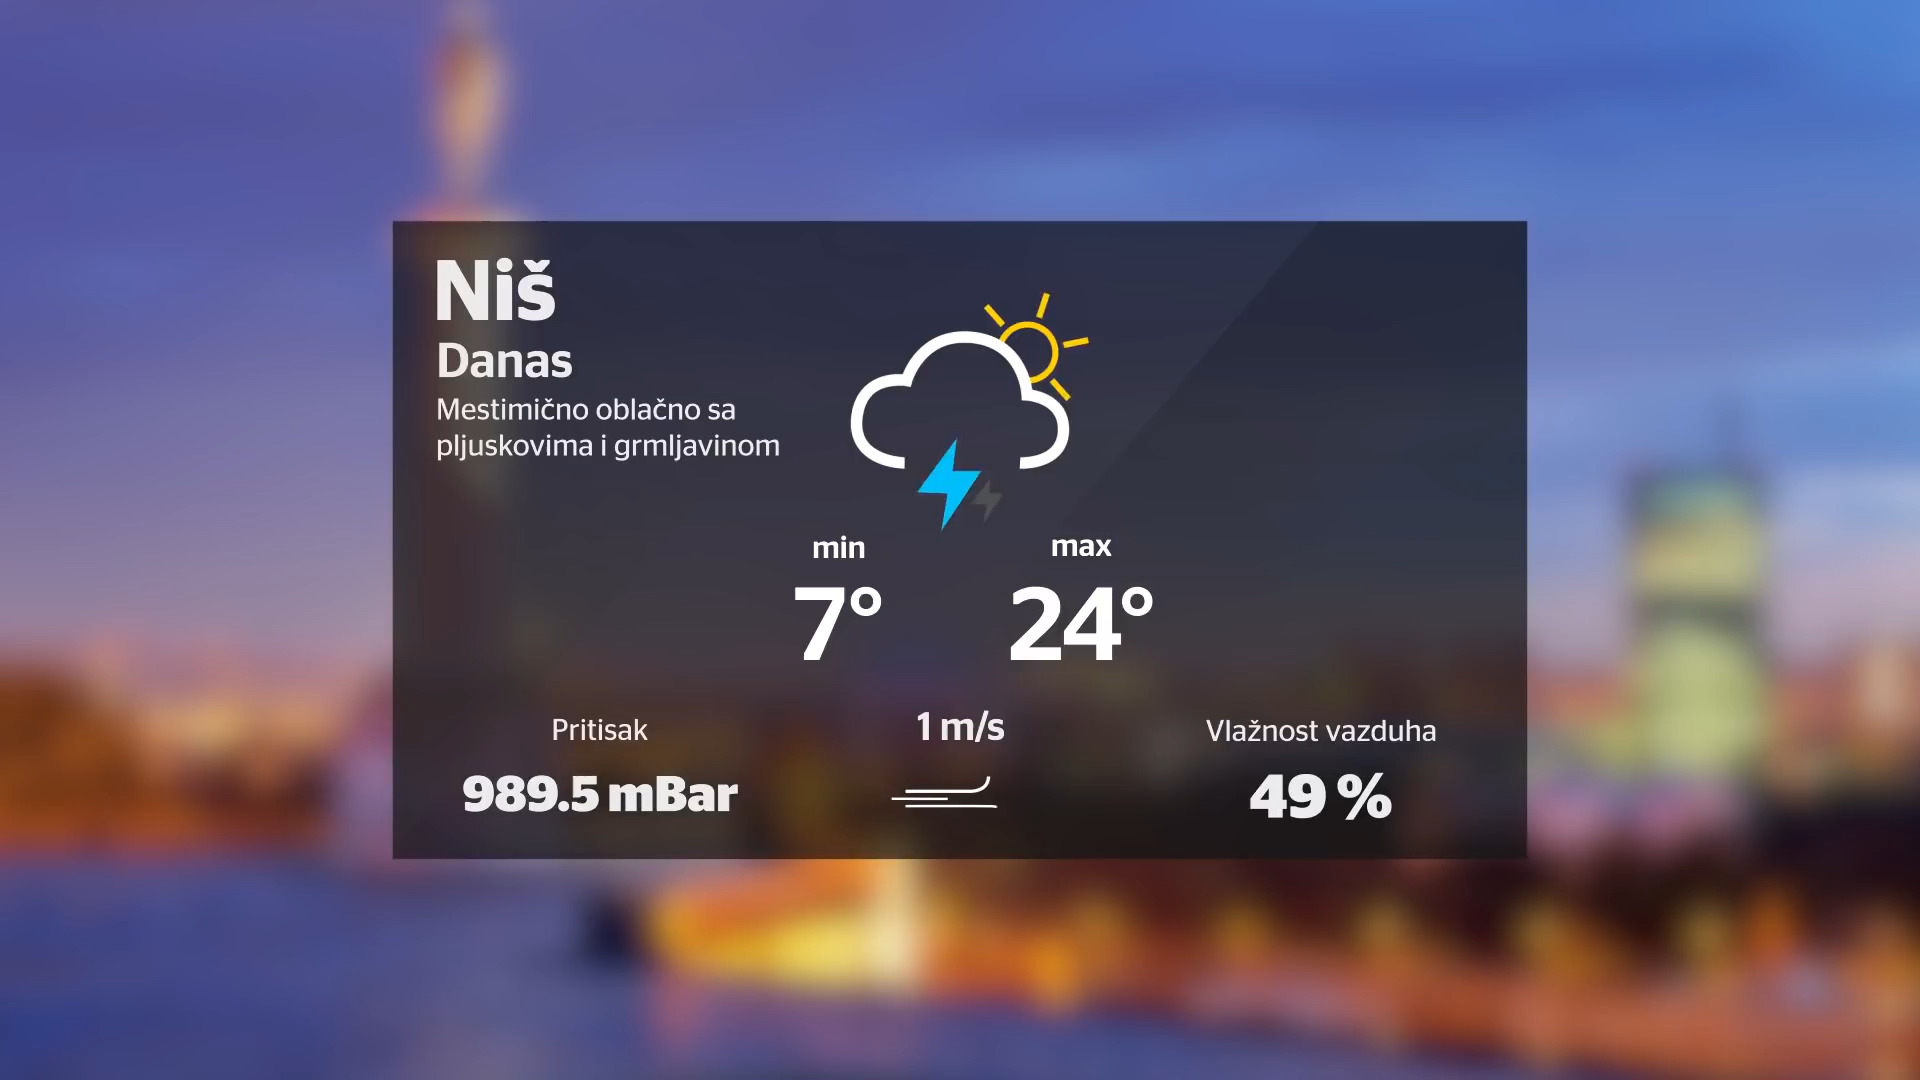 Niš
Danas
Mestimično oblačno sa
pljuskovima i grmljavinom
min
max
7°
24°
Pritisak
1 m/s
Vlažnost vazduha
989.5 mBar
49 %